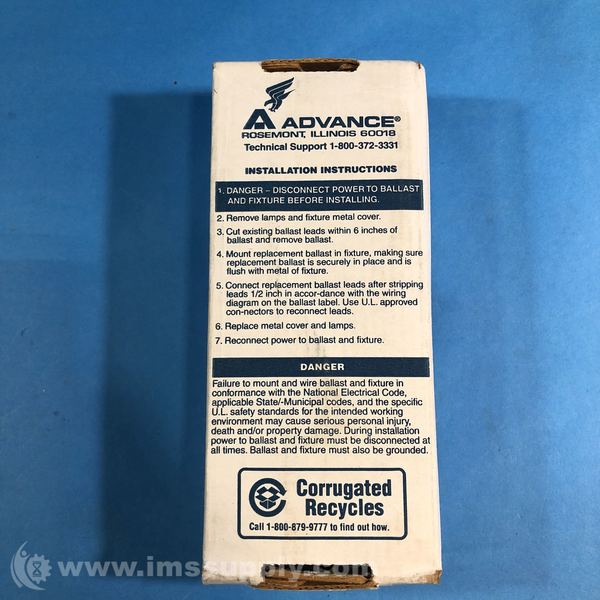 ADVANCE®
ROSEMONT, ILLINOIS 60018
Technical Support 1-800-372-3331
INSTALLATION INSTRUCTIONS
1. DANGER – DISCONNECT POWER TO BALLAST
AND FIXTURE BEFORE INSTALLING.
2. Remove lamps and fixture metal cover.
3. Cut existing ballast leads within 6 inches of
ballast and remove ballast.
4. Mount replacement ballast in fixture, making sure
replacement ballast is securely in place and is
flush with metal of fixture.
5. Connect replacement ballast leads after stripping
leads 1/2 inch in accor-dance with the wiring
diagram on the ballast label. Use U.L. approved
con-nectors to reconnect leads.
6. Replace metal cover and lamps.
7. Reconnect power to ballast and fixture.
DANGER
Failure to mount and wire ballast and fixture in
conformance with the National Electrical Code,
applicable State/-Municipal codes, and the specific
U.L. safety standards for the intended working
environment may cause serious personal injury,
death and/or property damage. During installation
power to ballast and fixture must be disconnected at
all times. Ballast and fixture must also be grounded.
Corrugated
Recycles
Call 1-800-879-9777 to find out how.
www.imssupply.com